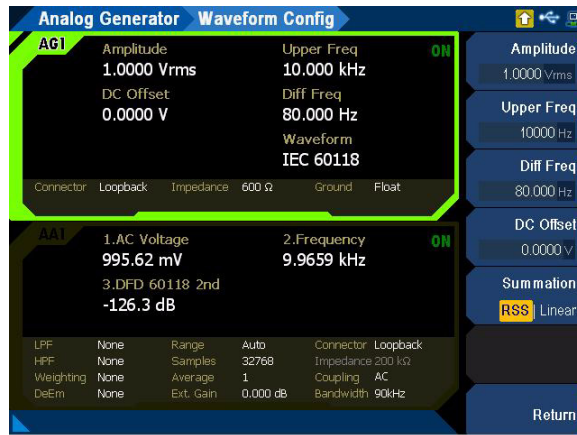 Analog Generator Waveform Config
AG1
Amplitude Upper Freq ON
1.0000 Vrms 10.000 kHz
DC Offset Diff Freq
0.0000 V 80.000 Hz
Waveform
IEC 60118
Connector Loopback Impedance 600 Ω Ground Float
AA1
1.AC Voltage 2.Frequency ON
995.62 mV 9.9659 kHz
3.DFD 60118 2nd
-126.3 dB
LPF None Range Auto Connector Loopback
HPF None Samples 32768 Impedance 200 kΩ
Weighting None Average 1 Coupling AC
DeEm None Ext. Gain 0.000 dB Bandwidth 90kHz
Amplitude
1.0000 Vrms
Upper Freq
10000 Hz
Diff Freq
80.000 Hz
DC Offset
0.0000 V
Summation
RSS | Linear
Return